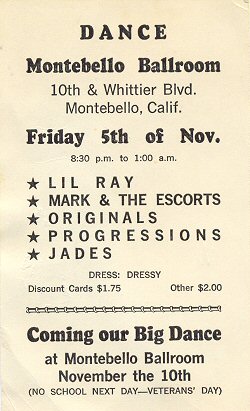 DANCE
Montebello Ballroom
10th & Whittier Blvd.
Montebello, Calif.
Friday 5th of Nov.
8:30 p.m. to 1:00 a.m.
★ LIL RAY
★ MARK & THE ESCORTS
★ ORIGINALS
★ PROGRESSIONS
★ JADES
DRESS: DRESSY
Discount Cards $1.75 Other $2.00
Coming our Big Dance
at Montebello Ballroom
November the 10th
(NO SCHOOL NEXT DAY—VETERANS' DAY)